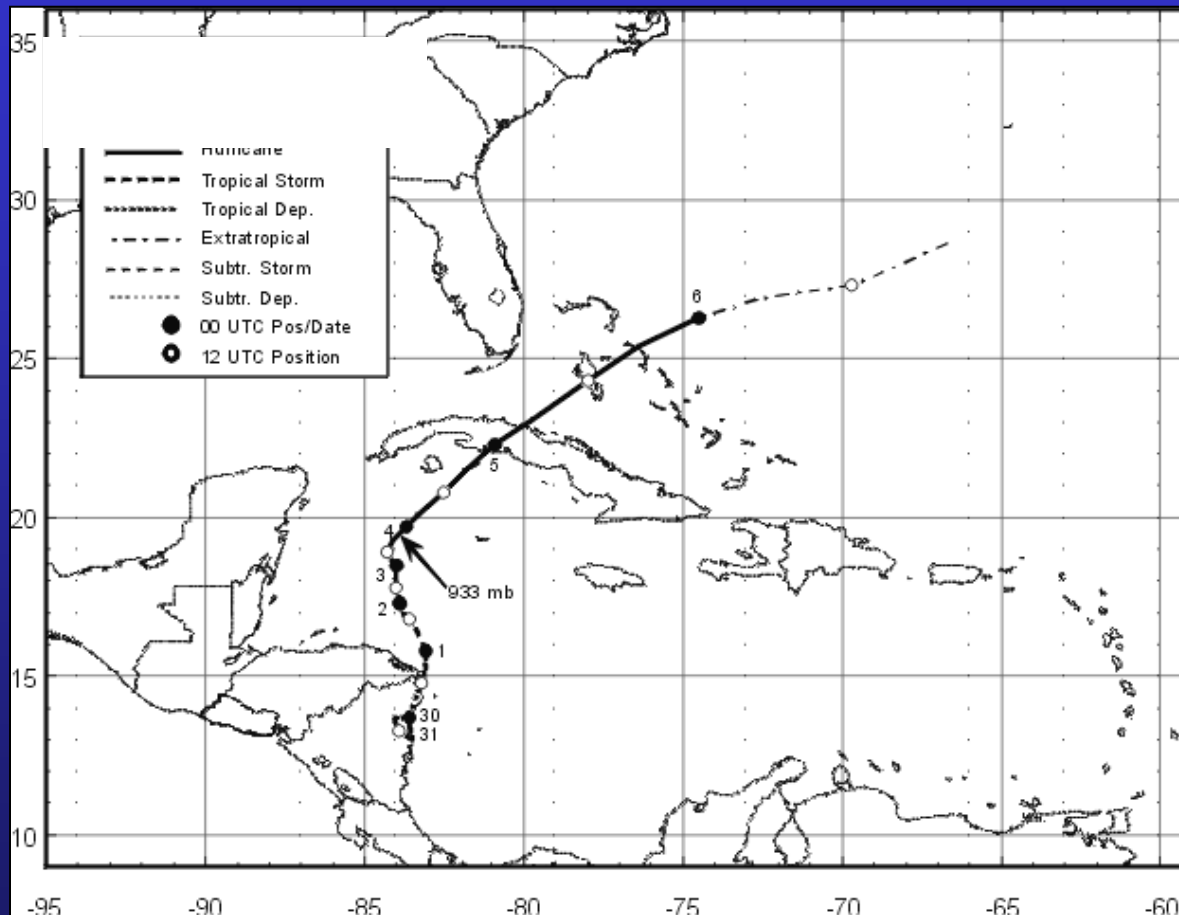 35
Hurricane
Tropical Storm
30
Tropical Dep.
Extratropical
Subtr. Storm
Subtr. Dep.
6
00 UTC Pos/Date
12 UTC Position
25
5
20
4
3
933 mb
2
1
15
30
31
10
-95 -90 -85 -80 -75 -70 -65 -60